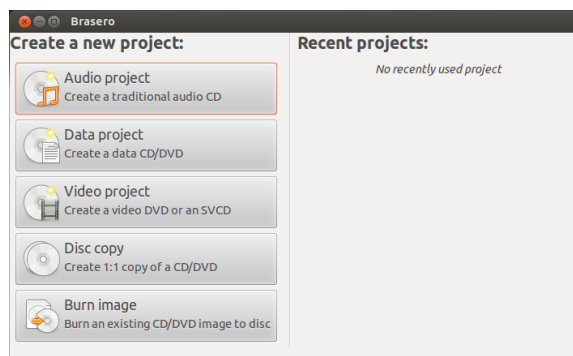 Brasero
Create a new project:
Audio project
Create a traditional audio CD
Data project
Create a data CD/DVD
Video project
Create a video DVD or an SVCD
Disc copy
Create 1:1 copy of a CD/DVD
Burn image
Burn an existing CD/DVD image to disc
Recent projects:
No recently used project